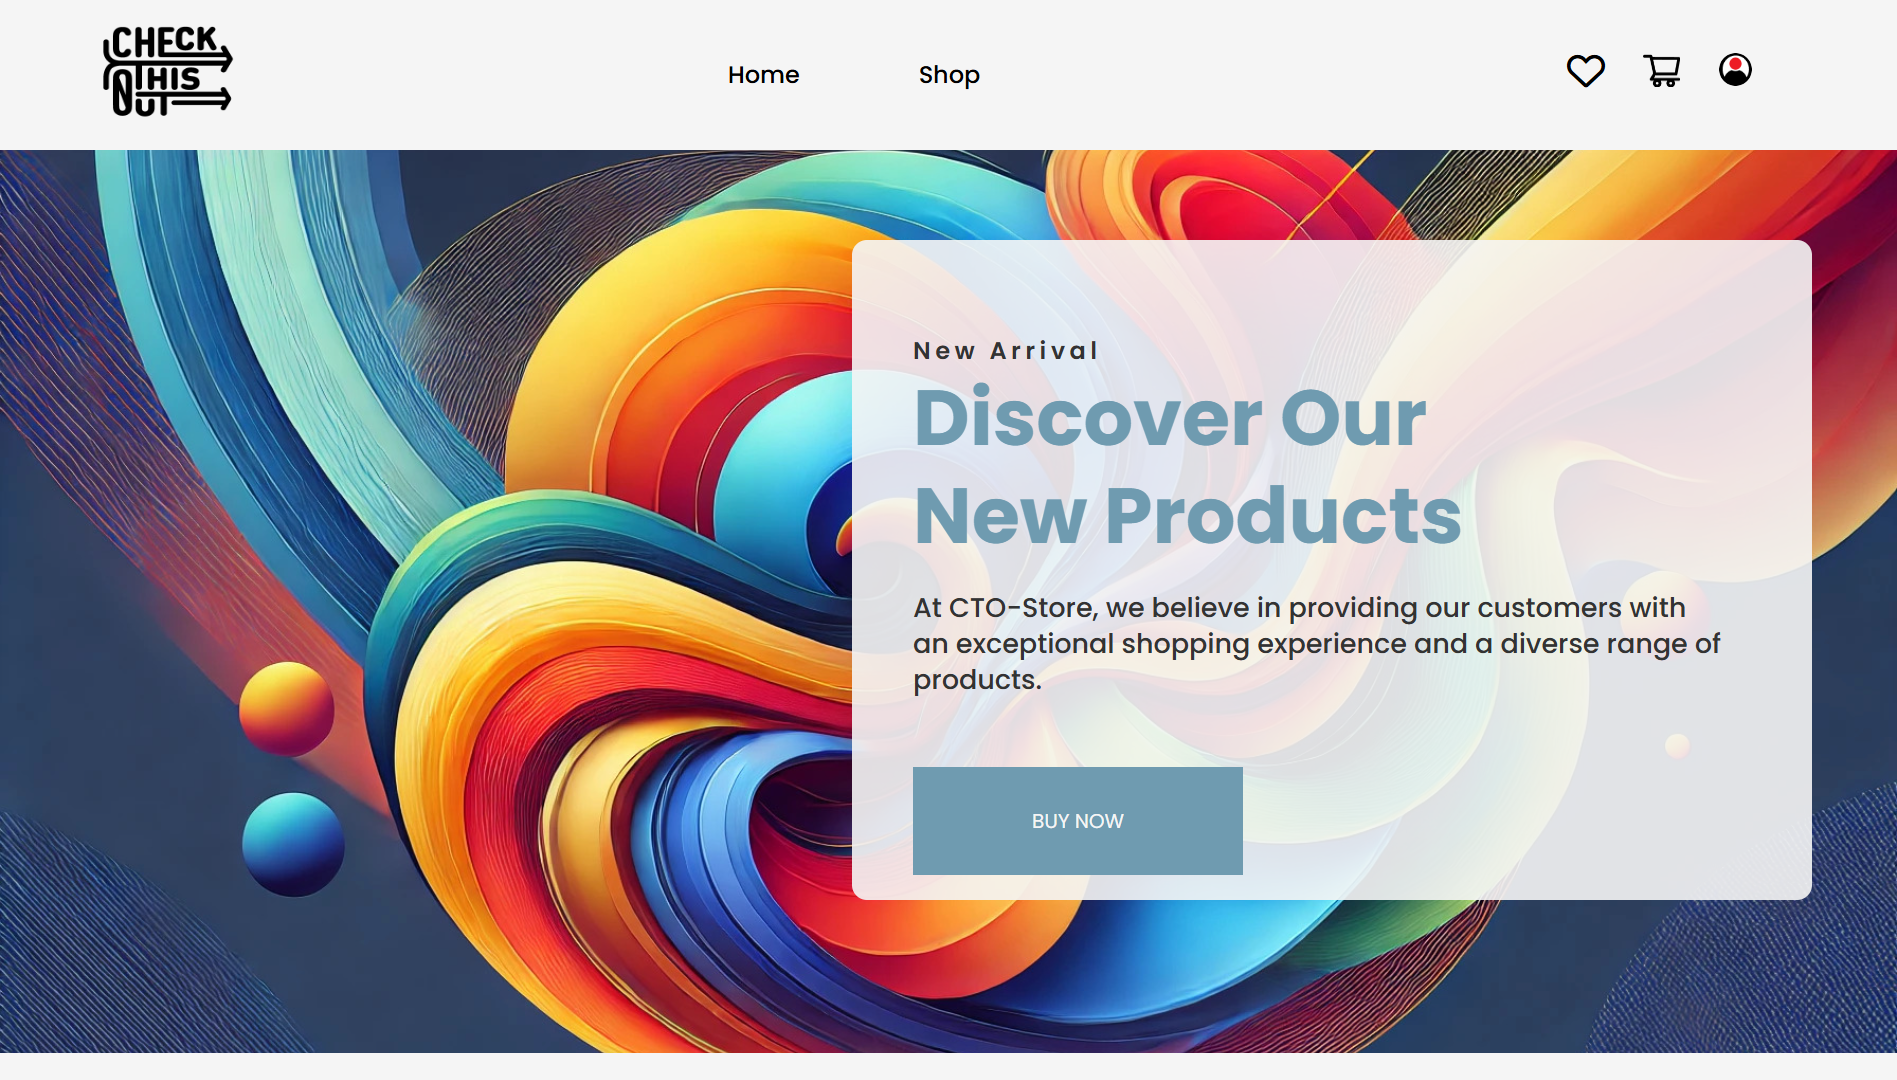 CHECK
THIS
OUT
Home
Shop
New Arrival
Discover Our
New Products
At CTO-Store, we believe in providing our customers with
an exceptional shopping experience and a diverse range of
products.
BUY NOW